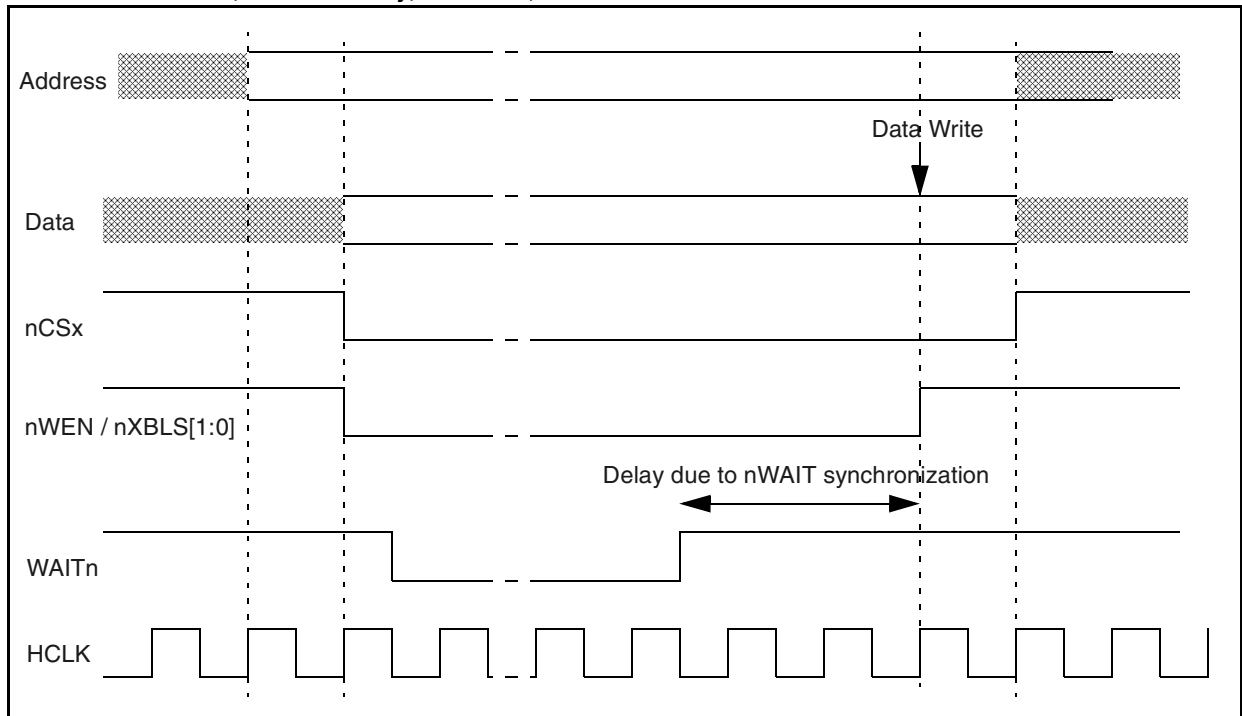 Address
Data Write
Data
nCSx
nWEN / nXBLS[1:0]
Delay due to nWAIT synchronization
WAITn
HCLK